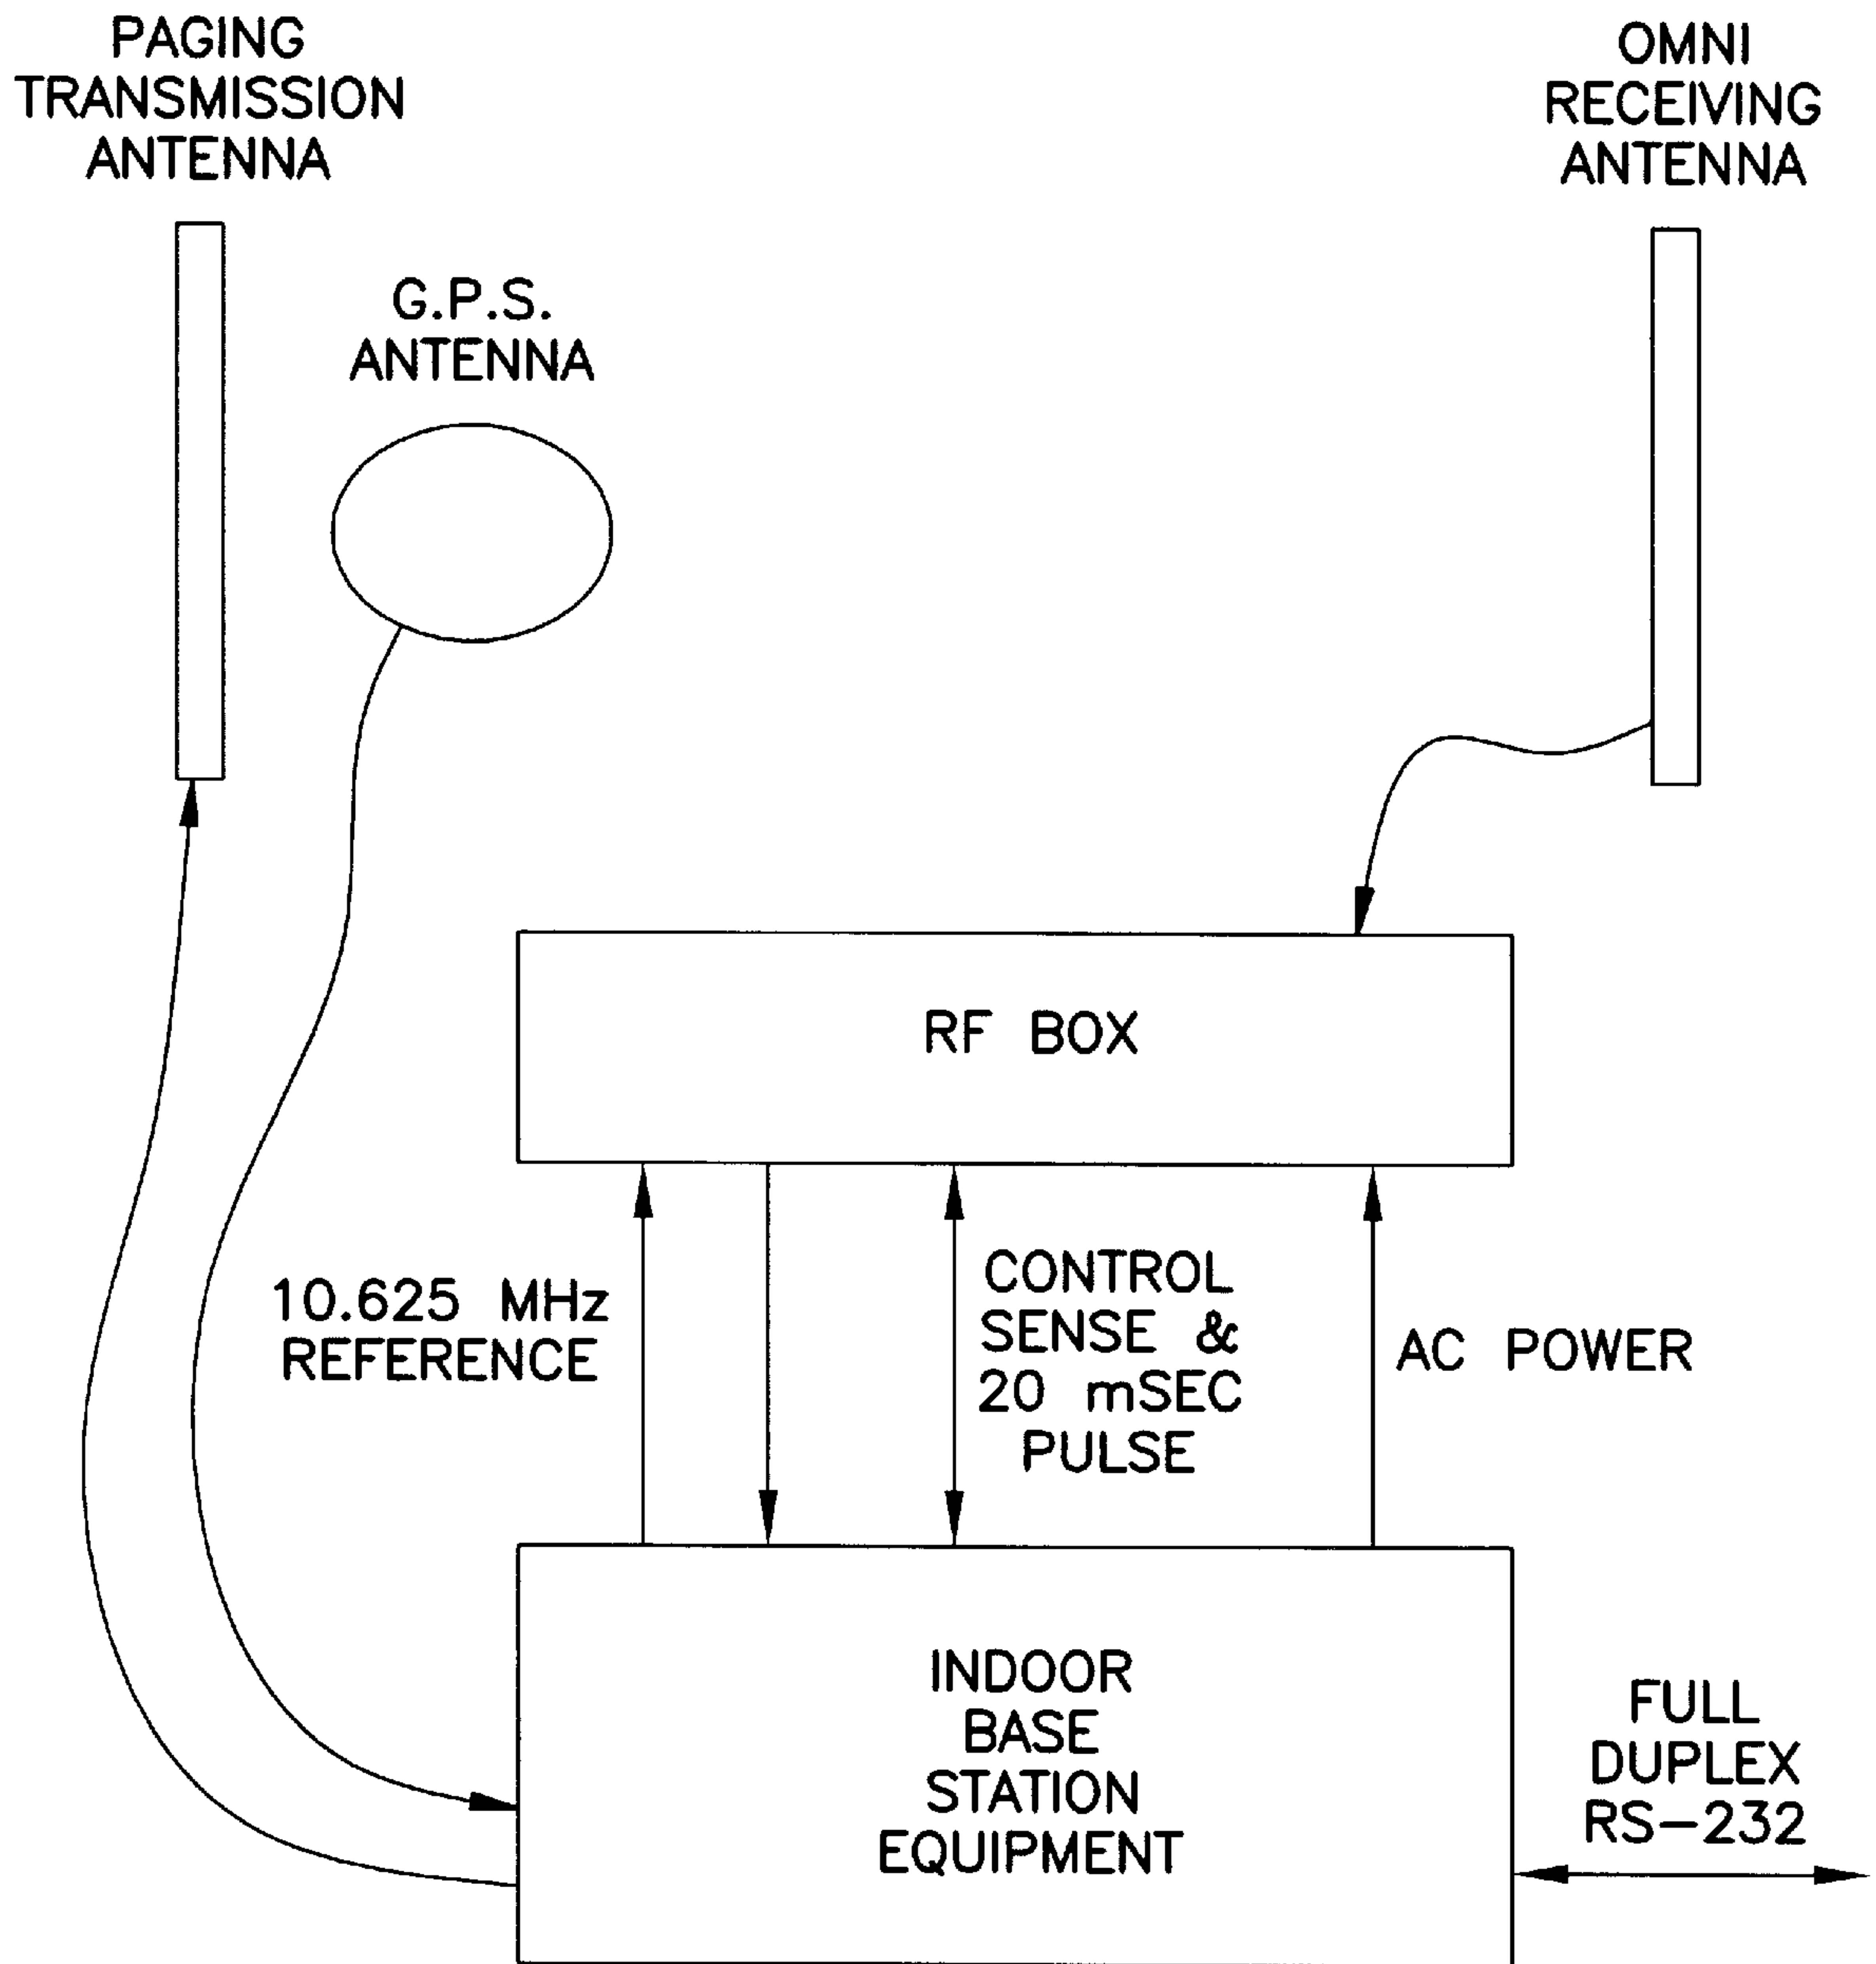 PAGING
TRANSMISSION
ANTENNA
OMNI
RECEIVING
ANTENNA
G.P.S.
ANTENNA
RF BOX
10.625 MHz
REFERENCE
CONTROL
SENSE &
20 mSEC
PULSE
AC POWER
INDOOR
BASE
STATION
EQUIPMENT
FULL
DUPLEX
RS-232